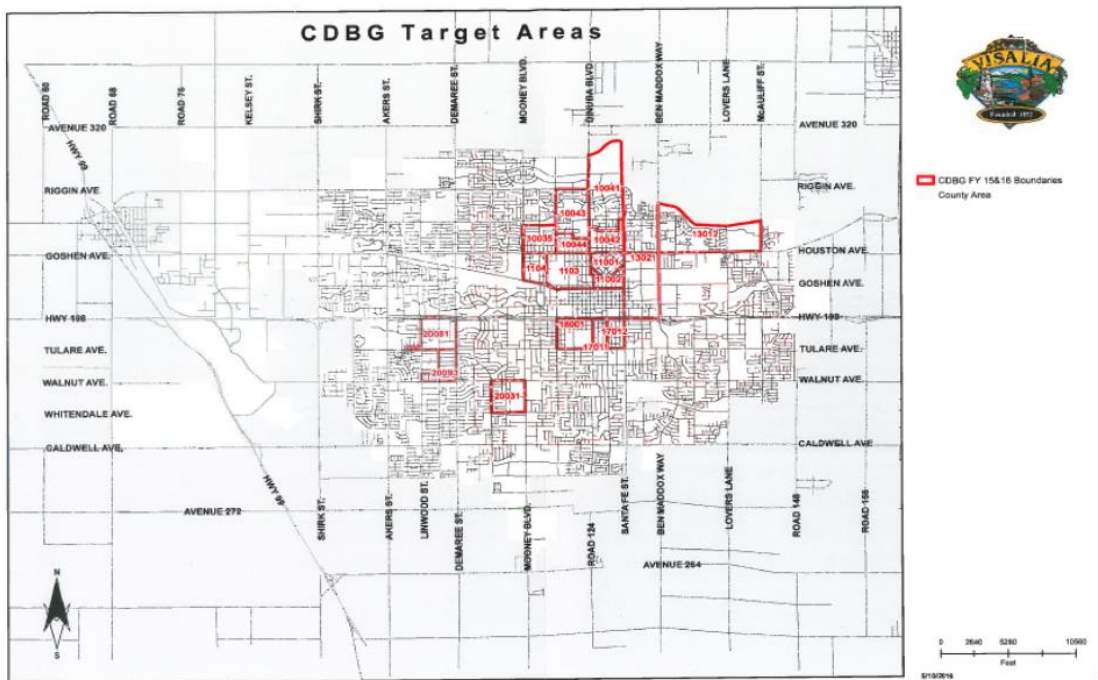 CDBG Target Areas
ROAD 60
ROAD 68
ROAD 76
KELSEY ST.
SHIRK ST.
AKERS ST.
DEMAREE ST.
MOONEY BLVD.
DINUBA BLVD
BEN MADDOX WAY
LOVERS LANE
McAULIFF ST.
AVENUE 320
AVENUE 320
HWY 99
RIGGIN AVE.
RIGGIN AVE.
10041
10043
10035
10044
10042
13017
13021
GOSHEN AVE.
HOUSTON AVE.
1104
1103
11001
11002
GOSHEN AVE.
HWY 198
HWY 198
20081
18001
17012
17011
TULARE AVE.
TULARE AVE.
20093
WALNUT AVE.
WALNUT AVE.
20031
WHITENDALE AVE.
CALDWELL AVE.
CALDWELL AVE
HWY 99
AVENUE 272
SHIRK ST.
AKERS ST.
LINWOOD ST.
DEMAREE ST.
MOONEY BLVD.
ROAD 124
SANTA FE ST.
BEN MADDOX WAY
LOVERS LANE
ROAD 148
ROAD 156
AVENUE 264
N
S
VISALIA
Founded 1852
CDBG FY 15&16 Boundaries
County Area
0 2640 5280 10560
Feet
5/10/2016